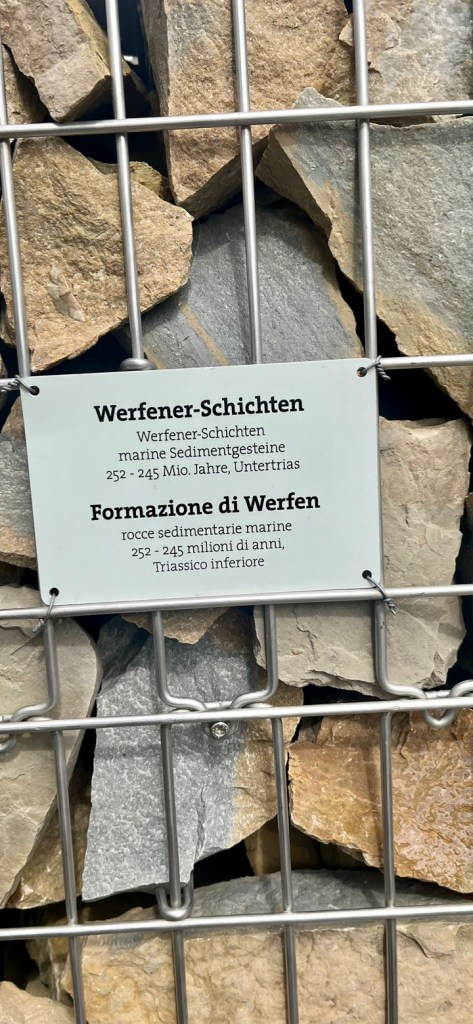 Werfener-Schichten
Werfener-Schichten
marine Sedimentgesteine
252 - 245 Mio. Jahre, Untertrias
Formazione di Werfen
rocce sedimentarie marine
252 - 245 milioni di anni,
Triassico inferiore